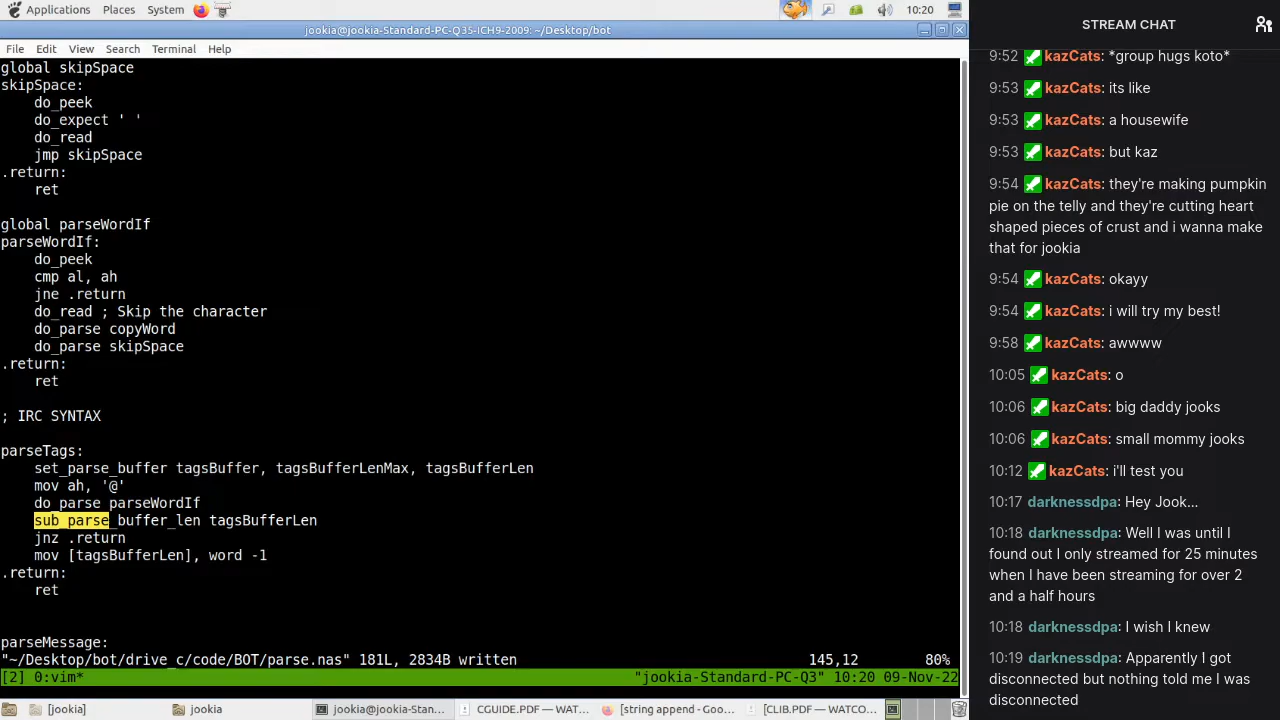 Applications Places System 10:20
jookia@jookia-Standard-PC-Q35-ICH9-2009: ~/Desktop/bot
File Edit View Search Terminal Help
global skipSpace
skipSpace:
    do_peek
    do_expect ' '
    do_read
    jmp skipSpace
.return:
    ret
global parseWordIf
parseWordIf:
    do_peek
    cmp al, ah
    jne .return
    do_read ; Skip the character
    do_parse copyWord
    do_parse skipSpace
.return:
    ret
; IRC SYNTAX
parseTags:
    set_parse_buffer tagsBuffer, tagsBufferLenMax, tagsBufferLen
    mov ah, '@'
    do_parse parseWordIf
    sub_parse_buffer_len tagsBufferLen
    jnz .return
    mov [tagsBufferLen], word -1
.return:
    ret
parseMessage:
"~/Desktop/bot/drive_c/code/BOT/parse.nas" 181L, 2834B written 145,12 80%
[2] 0:vim* "jookia-Standard-PC-Q3" 10:20 09-Nov-22
[jookia] jookia jookia@jookia-Stan... CGUIDE.PDF — WAT... [string append - Goo... [CLIB.PDF — WATCO...
STREAM CHAT
9:52 kazCats: *group hugs koto*
9:53 kazCats: its like
9:53 kazCats: a housewife
9:53 kazCats: but kaz
9:54 kazCats: they're making pumpkin
pie on the telly and they're cutting heart
shaped pieces of crust and i wanna make
that for jookia
9:54 kazCats: okayy
9:54 kazCats: i will try my best!
9:58 kazCats: awwww
10:05 kazCats: o
10:06 kazCats: big daddy jooks
10:06 kazCats: small mommy jooks
10:12 kazCats: i'll test you
10:17 darknessdpa: Hey Jook...
10:18 darknessdpa: Well I was until I
found out I only streamed for 25 minutes
when I have been streaming for over 2
and a half hours
10:18 darknessdpa: I wish I knew
10:19 darknessdpa: Apparently I got
disconnected but nothing told me I was
disconnected